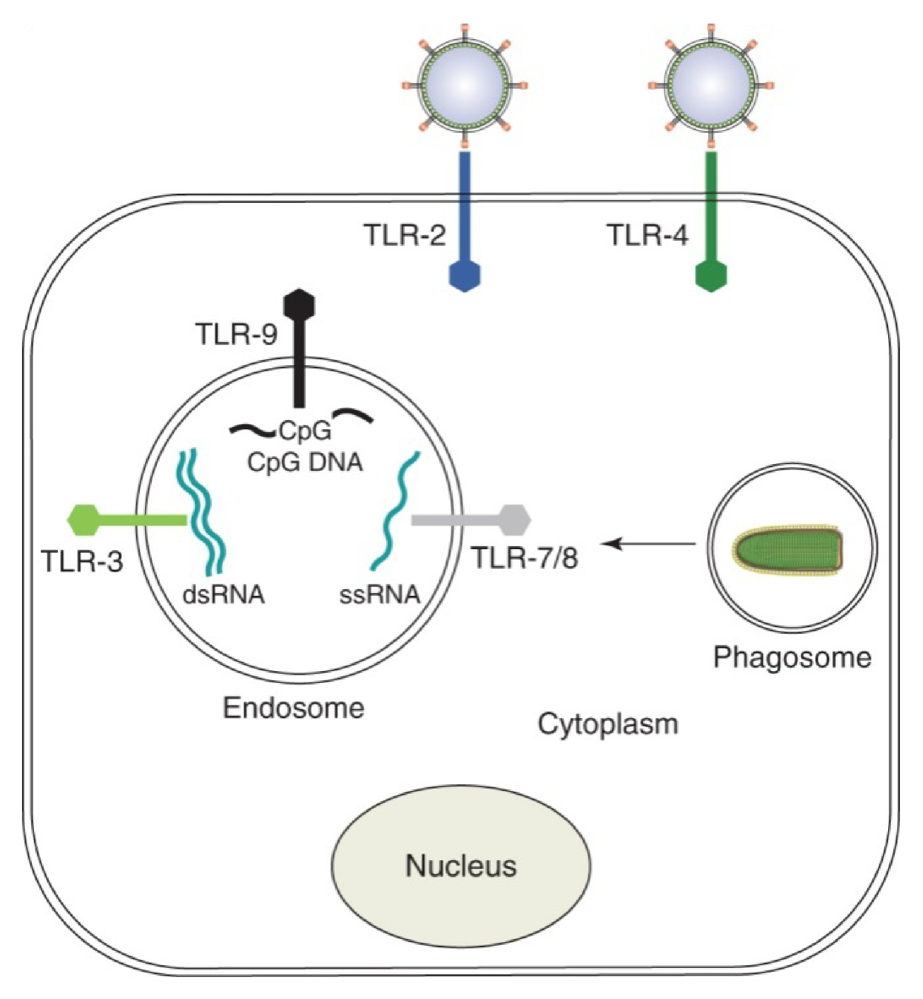 TLR-2
TLR-4
TLR-9
CpG
CpG DNA
TLR-3
TLR-7/8
dsRNA
ssRNA
Phagosome
Endosome
Cytoplasm
Nucleus